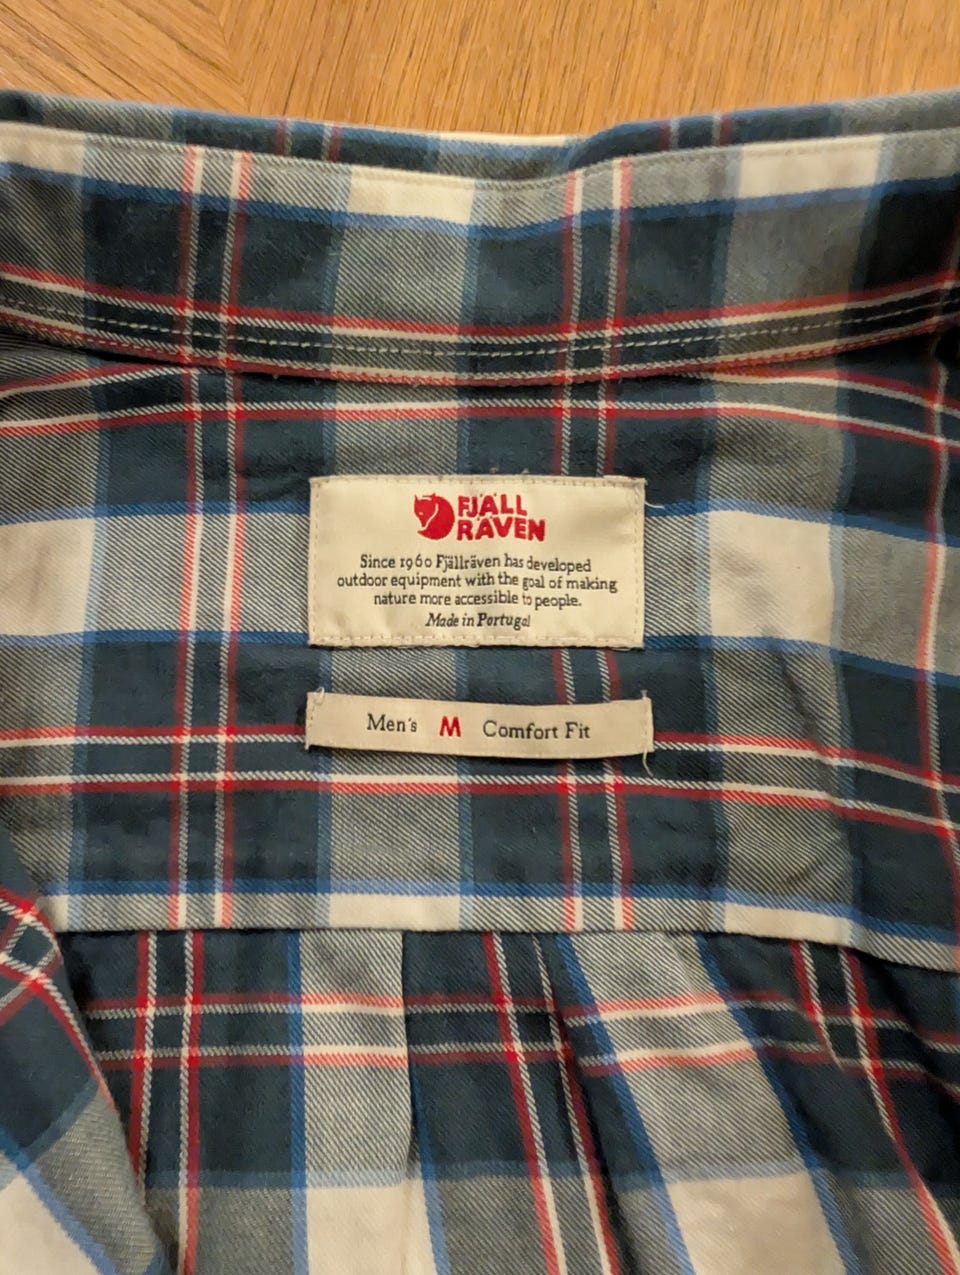 FJÄLL
RÄVEN
Since 1960 Fjällräven has developed
outdoor equipment with the goal of making
nature more accessible to people.
Made in Portugal
Men's M Comfort Fit